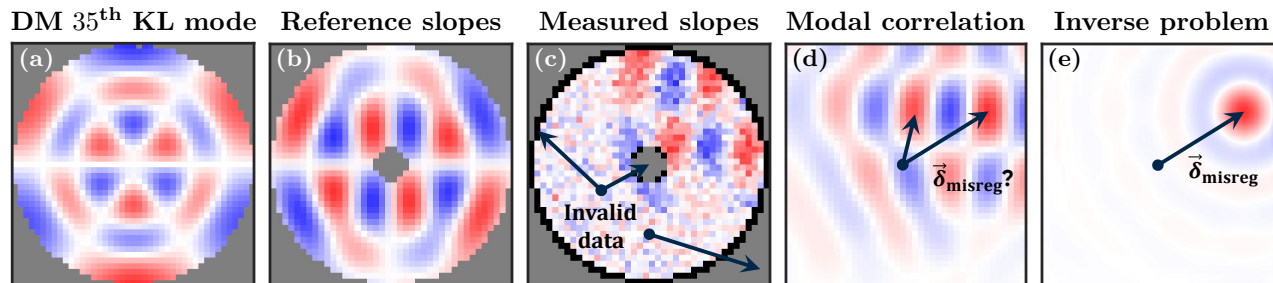 DM 35th KL mode
Reference slopes
Measured slopes
Modal correlation
Inverse problem
(a)
(b)
(c)
(d)
(e)
Invalid
data
δ⃗misreg?
δ⃗misreg